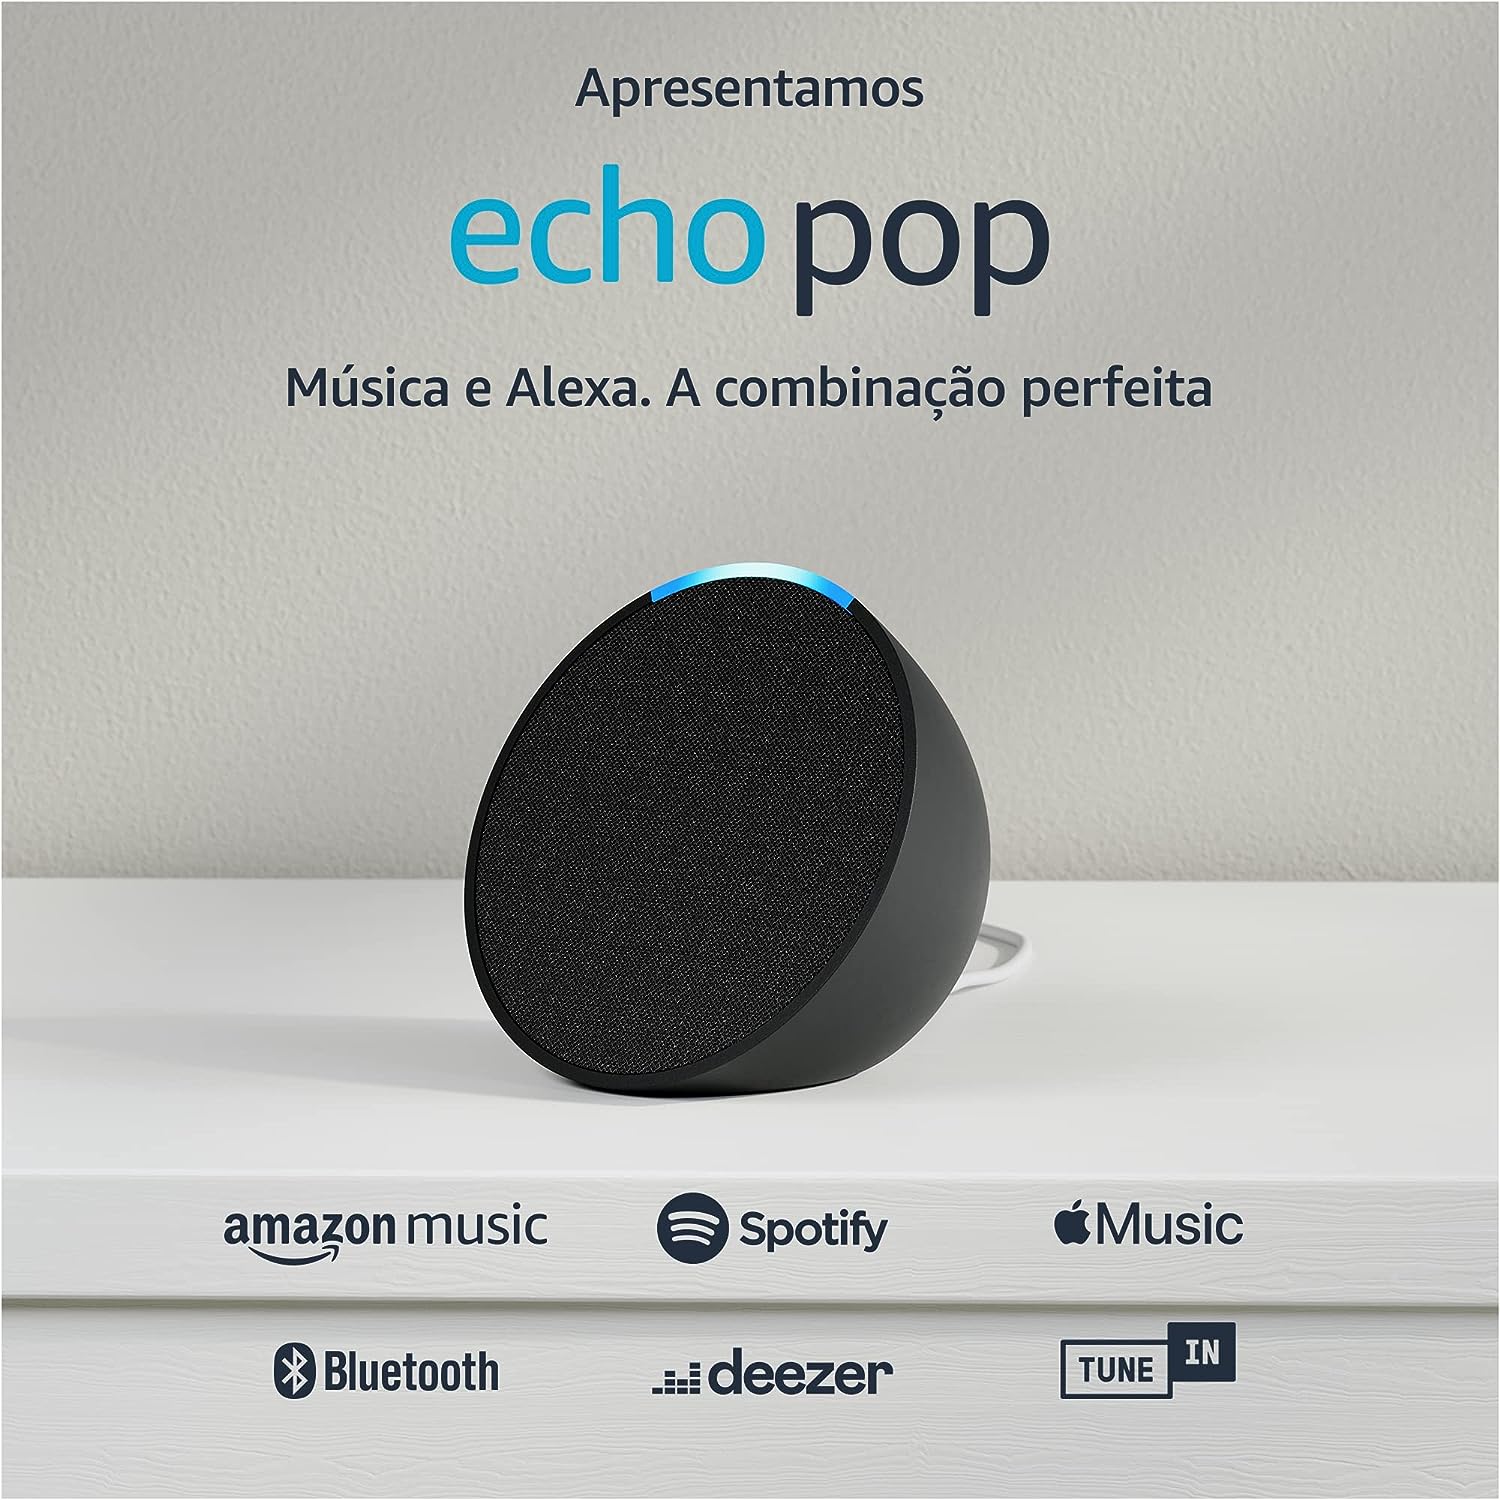 Apresentamos
echo pop
Música e Alexa. A combinação perfeita
amazon music
Spotify
Music
Bluetooth
deezer
TUNE IN